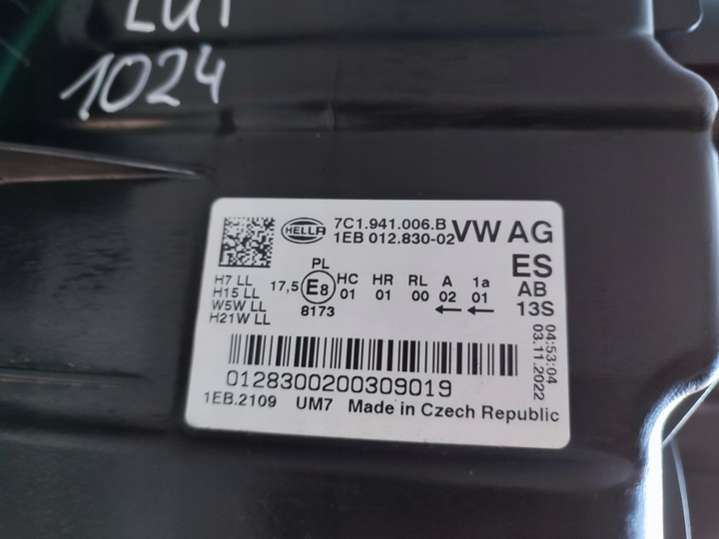 LUT
1024
HELLA 7C1.941.006.B VW AG
1EB 012.830-02
ES
PL HC HR RL A 1a AB
17,5 E8 01 01 00 02 01 13S
8173 ← ←
H7 LL
H15 LL
W5W LL
H21W LL
04:53:04
03.11.2022
0128300200309019
1EB.2109 UM7 Made in Czech Republic